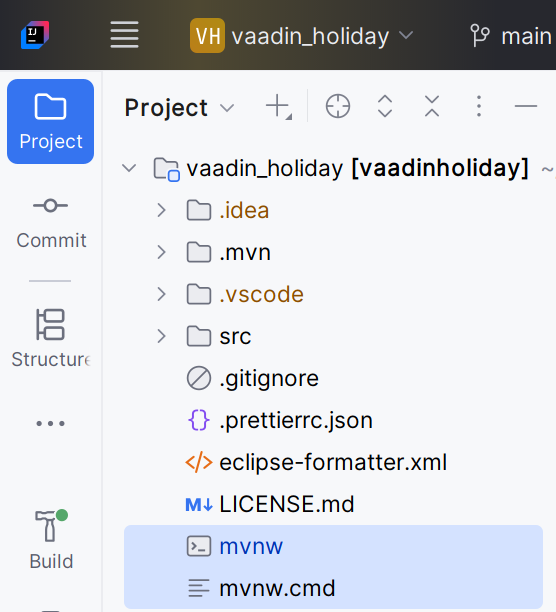 IJ
VH vaadin_holiday main
Project
Project
vaadin_holiday [vaadinholiday] ~
.idea
Commit
.mvn
.vscode
src
Structure
.gitignore
.prettierrc.json
</> eclipse-formatter.xml
M↓ LICENSE.md
mvnw
Build
mvnw.cmd